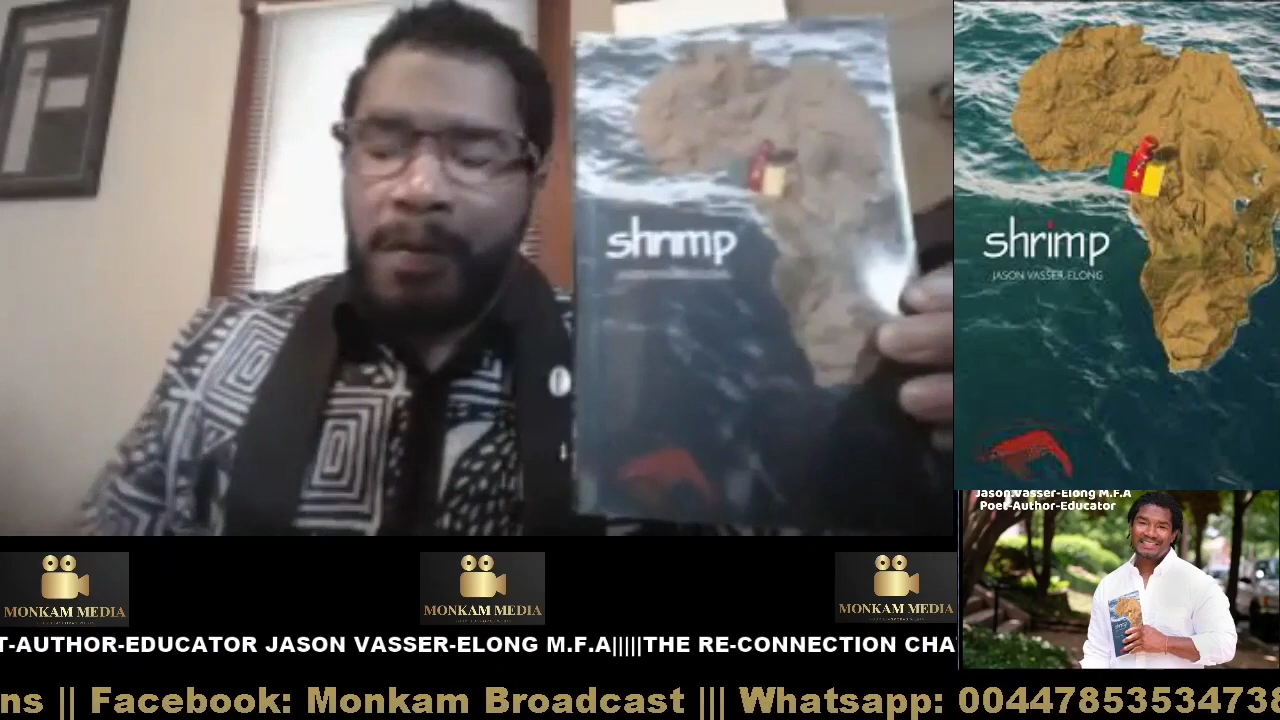 shrimp
shrimp
JASON VASSER-ELONG
Jason.Vasser-Elong M.F.A
Poet-Author-Educator
MONKAM MEDIA
MONKAM MEDIA
MONKAM MEDIA
T-AUTHOR-EDUCATOR JASON VASSER-ELONG M.F.A|||||THE RE-CONNECTION CHA
ns || Facebook: Monkam Broadcast ||| Whatsapp: 00447853534738